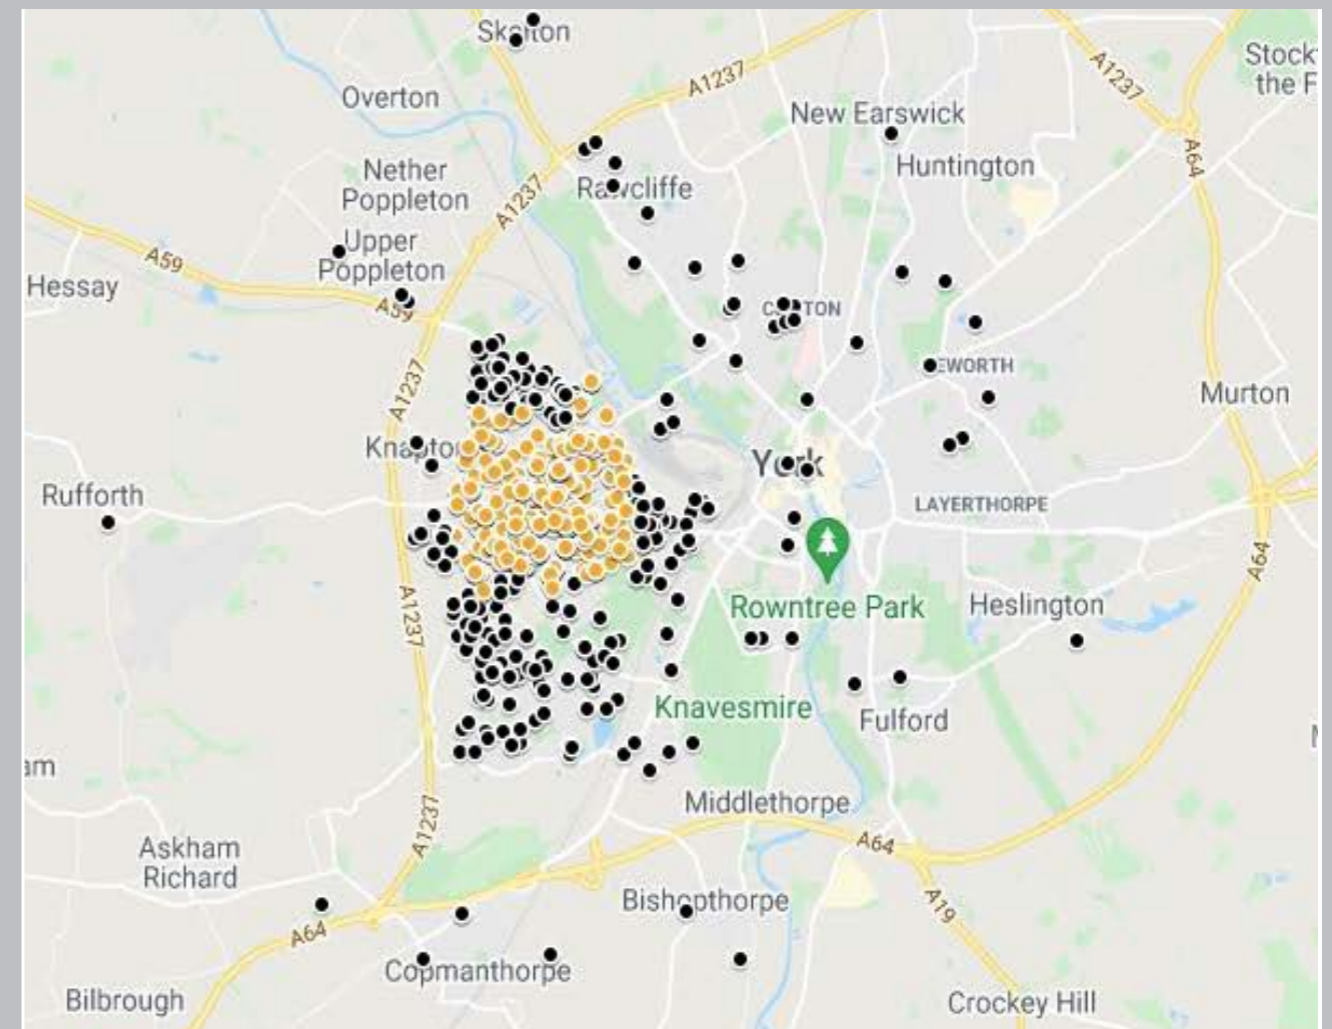 Skelton
Stock
the F
Overton
A1237
A1237
New Earswick
Huntington
A64
Nether
Poppleton
Rawcliffe
A1237
Upper
Poppleton
A59
Hessay
A59
A1237
Murton
York
Rufforth
LAYERTHORPE
A64
A1237
Rowntree Park
Heslington
Knavesmire
Fulford
am
Middlethorpe
A1237
A64
Askham
Richard
Bishopthorpe
A19
A64
Copmanthorpe
Bilbrough
Crockey Hill